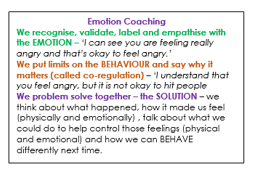 Emotion Coaching
We recognise, validate, label and empathise with
the EMOTION – ‘I can see you are feeling really
angry and that’s okay to feel angry.’
We put limits on the BEHAVIOUR and say why it
matters (called co-regulation) – ‘I understand that
you feel angry, but it is not okay to hit people
We problem solve together – the SOLUTION – we
think about what happened, how it made us feel
(physically and emotionally) , talk about what we
could do to help control those feelings (physical
and emotional) and how we can BEHAVE
differently next time.